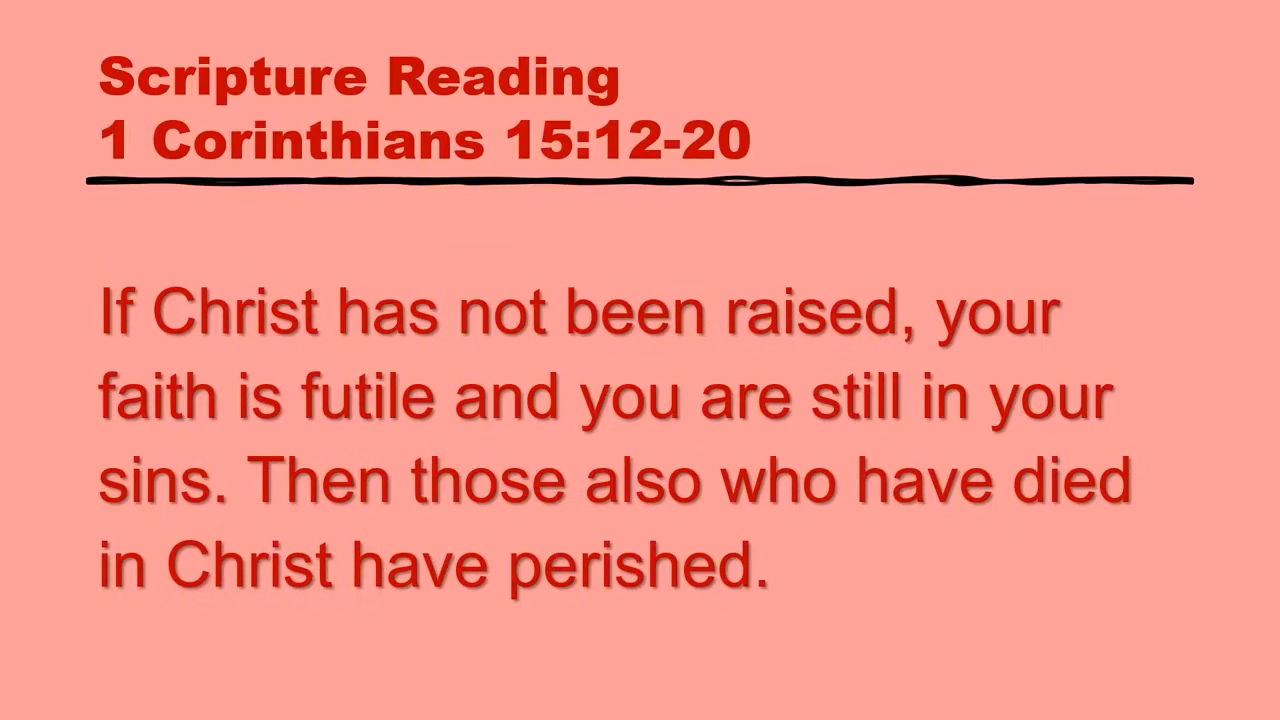 Scripture Reading
1 Corinthians 15:12-20
If Christ has not been raised, your
faith is futile and you are still in your
sins. Then those also who have died
in Christ have perished.